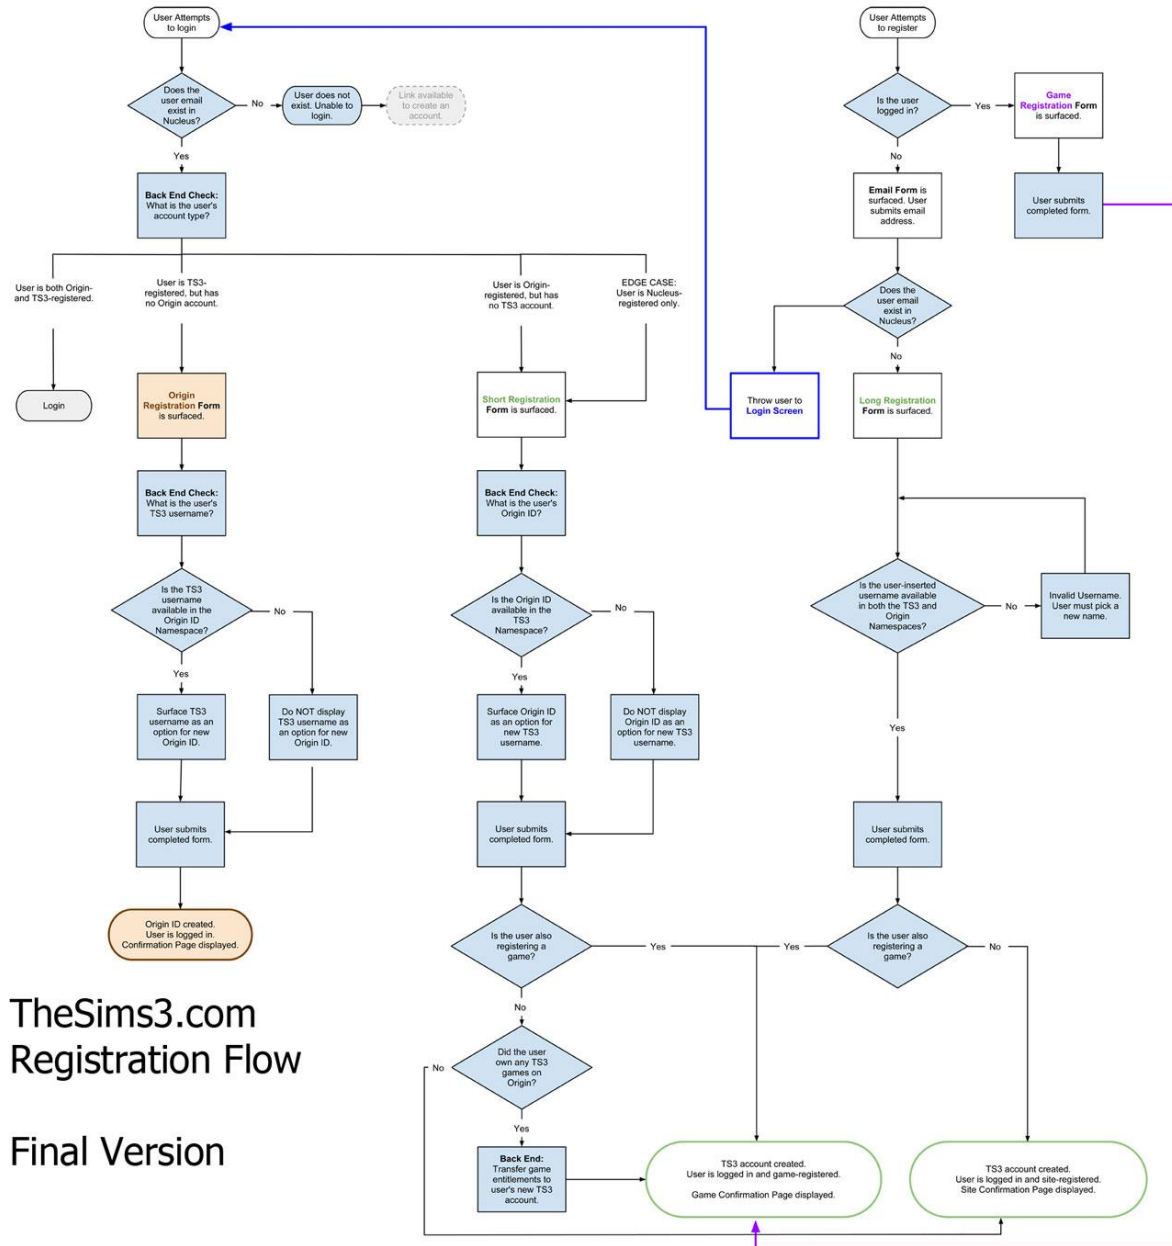 User Attempts
to login
Does the
user email
exist in
Nucleus?
No
User does not
exist. Unable to
login.
Link available
to create an
account.
Yes
Back End Check:
What is the user's
account type?
User is both Origin-
and TS3-registered.
User is TS3-
registered, but has
no Origin account.
User is Origin-
registered, but has
no TS3 account.
EDGE CASE:
User is Nucleus-
registered only.
Login
Origin
Registration Form
is surfaced.
Back End Check:
What is the user's
TS3 username?
Is the TS3
username
available in the
Origin ID
Namespace?
No
Yes
Surface TS3
username as an
option for new
Origin ID.
Do NOT display
TS3 username as
an option for new
Origin ID.
User submits
completed form.
Origin ID created.
User is logged in.
Confirmation Page displayed.
Short Registration
Form is surfaced.
Back End Check:
What is the user's
Origin ID?
Is the Origin ID
available in the
TS3
Namespace?
No
Yes
Surface Origin ID
as an option for
new TS3
username.
Do NOT display
Origin ID as an
option for new TS3
username.
User submits
completed form.
Is the user also
registering a
game?
Yes
No
Did the user
own any TS3
games on
Origin?
No
Yes
Back End:
Transfer game
entitlements to
user's new TS3
account.
TS3 account created.
User is logged in and game-registered.
Game Confirmation Page displayed.
User Attempts
to register
Is the user
logged in?
Yes
Game
Registration Form
is surfaced.
User submits
completed form.
No
Email Form is
surfaced. User
submits email
address.
Does the
user email
exist in
Nucleus?
Throw user to
Login Screen
No
Long Registration
Form is surfaced.
Is the user-inserted
username available
in both the TS3 and
Origin
Namespaces?
No
Invalid Username.
User must pick a
new name.
Yes
User submits
completed form.
Is the user also
registering a
game?
Yes
No
TS3 account created.
User is logged in and site-registered.
Site Confirmation Page displayed.
TheSims3.com
Registration Flow
Final Version